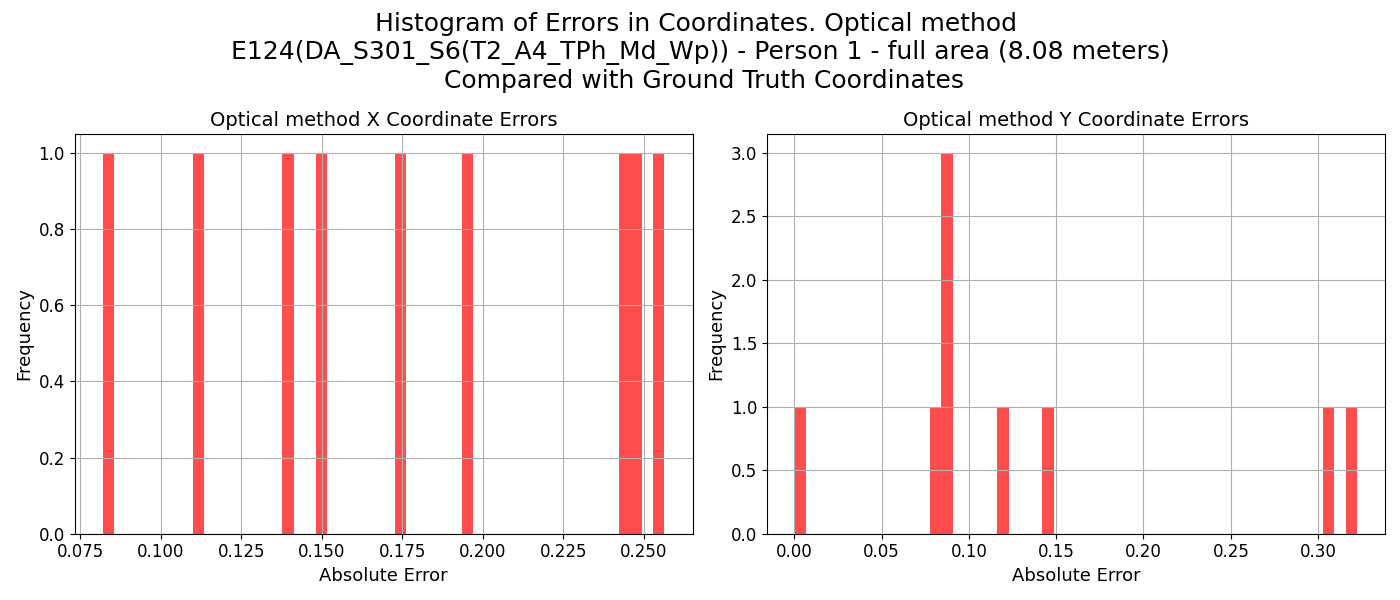 Histogram of Errors in Coordinates. Optical method
E124(DA_S301_S6(T2_A4_TPh_Md_Wp)) - Person 1 - full area (8.08 meters)
Compared with Ground Truth Coordinates
Optical method X Coordinate Errors
1.0
0.8
0.6
0.4
0.2
0.0
Frequency
0.075 0.100 0.125 0.150 0.175 0.200 0.225 0.250
Absolute Error
Optical method Y Coordinate Errors
3.0
2.5
2.0
1.5
1.0
0.5
0.0
Frequency
0.00 0.05 0.10 0.15 0.20 0.25 0.30
Absolute Error